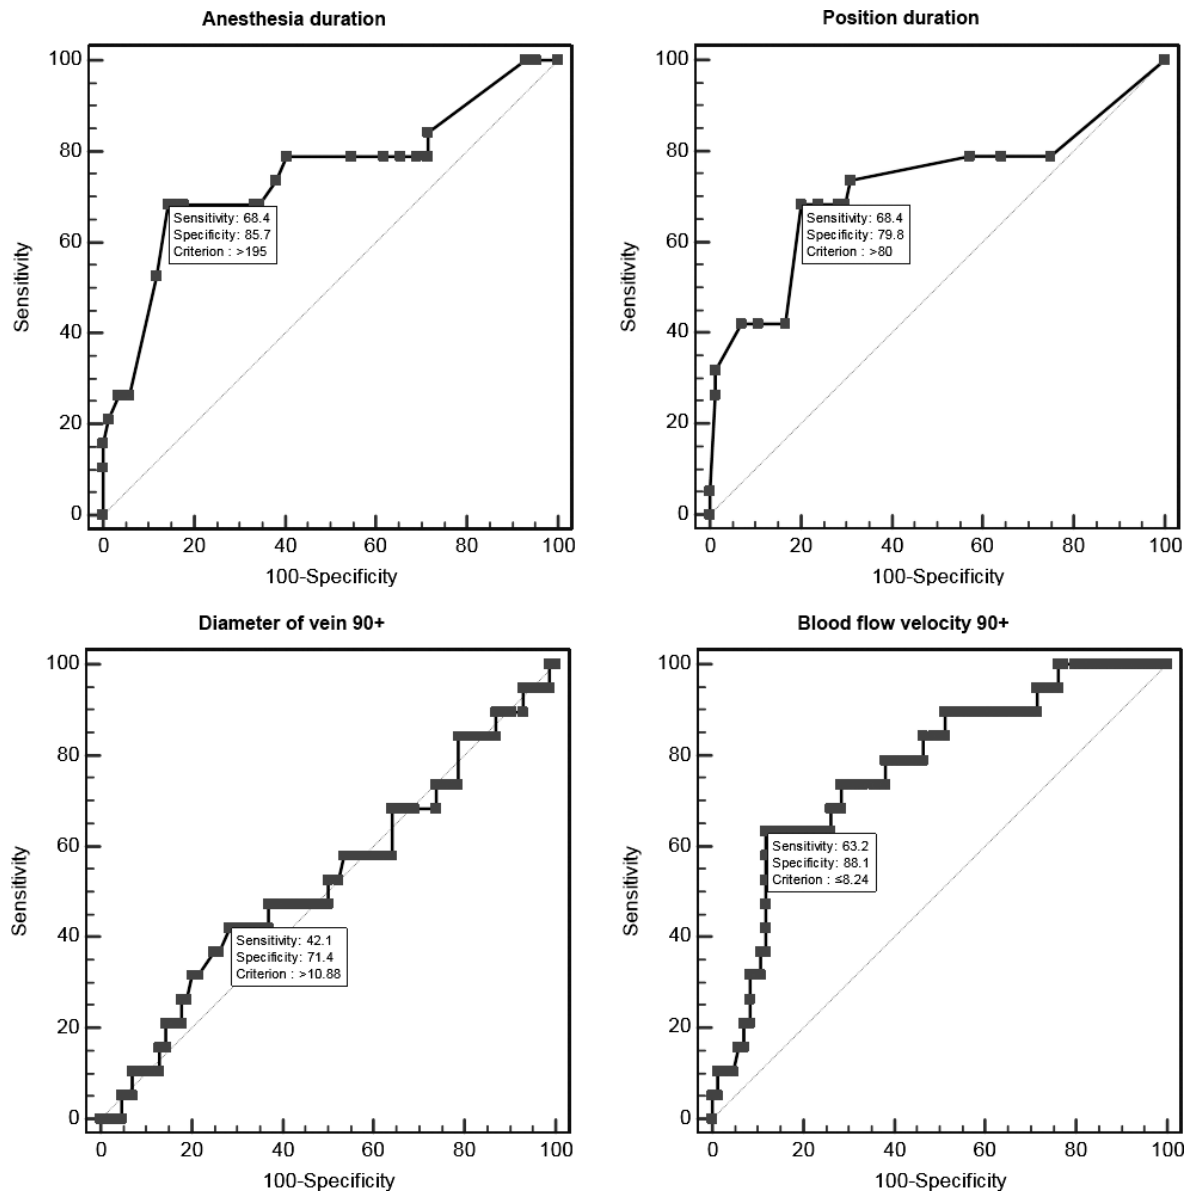 Anesthesia duration
100
80
60
40
20
0
Sensitivity
Sensitivity: 68.4
Specificity: 85.7
Criterion : >195
0 20 40 60 80 100
100-Specificity
Position duration
100
80
60
40
20
0
Sensitivity
Sensitivity: 68.4
Specificity: 79.8
Criterion : >80
0 20 40 60 80 100
100-Specificity
Diameter of vein 90+
100
80
60
40
20
0
Sensitivity
Sensitivity: 42.1
Specificity: 71.4
Criterion : >10.88
0 20 40 60 80 100
100-Specificity
Blood flow velocity 90+
100
80
60
40
20
0
Sensitivity
Sensitivity: 63.2
Specificity: 88.1
Criterion : ≤8.24
0 20 40 60 80 100
100-Specificity